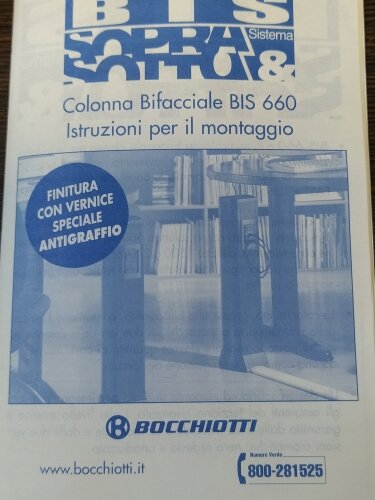 BIS
SOPRA Sistema
SOTTO &
Colonna Bifacciale BIS 660
Istruzioni per il montaggio
FINITURA
CON VERNICE
SPECIALE
ANTIGRAFFIO
BOCCHIOTTI
www.bocchiotti.it
Numero Verde
800-281525